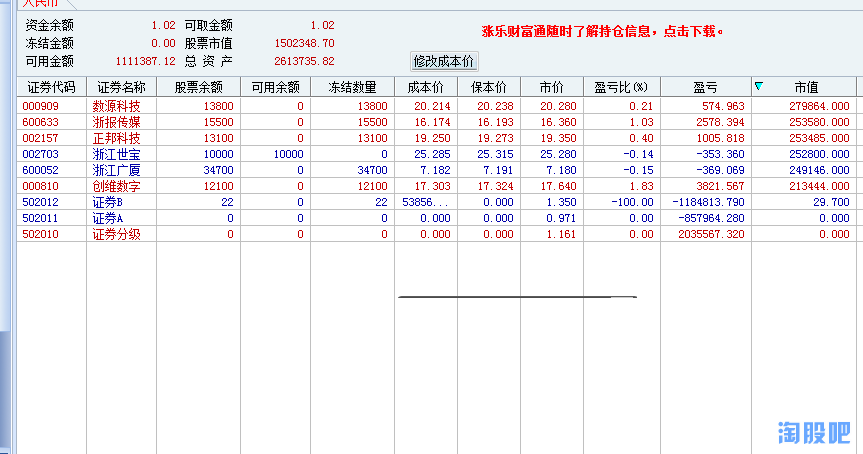 人民币
资金余额 1.02 可取金额 1.02
冻结金额 0.00 股票市值 1502348.70
涨乐财富通随时了解持仓信息，点击下载。
可用金额 1111387.12 总 资 产 2613735.82 修改成本价
证券代码 证券名称 股票余额 可用余额 冻结数量 成本价 保本价 市价 盈亏比(%) 盈亏 市值
000909 数源科技 13800 0 13800 20.214 20.238 20.280 0.21 574.963 279864.000
600633 浙报传媒 15500 0 15500 16.174 16.193 16.360 1.03 2578.394 253580.000
002157 正邦科技 13100 0 13100 19.250 19.273 19.350 0.40 1005.818 253485.000
002703 浙江世宝 10000 10000 0 25.285 25.315 25.280 -0.14 -353.360 252800.000
600052 浙江广厦 34700 0 34700 7.182 7.191 7.180 -0.15 -369.069 249146.000
000810 创维数字 12100 0 12100 17.303 17.324 17.640 1.83 3821.567 213444.000
502012 证券B 22 0 22 53856... 0.000 1.350 -100.00 -1184813.790 29.700
502011 证券A 0 0 0 0.000 0.000 0.971 0.00 -857964.280 0.000
502010 证券分级 0 0 0 0.000 0.000 1.161 0.00 2035567.320 0.000
淘股吧